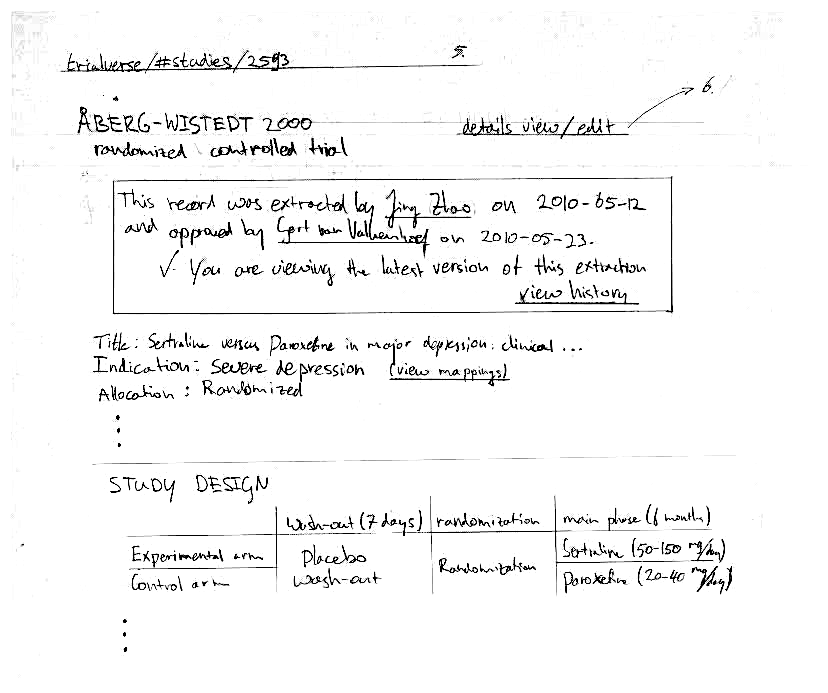 trialverse/#studies/2593
5.
6.
ÅBERG-WISTEDT 2000
details view/edit
randomized controlled trial
This record was extracted by Jing Zhao on 2010-05-12
and approved by Gert van Valkenhoef on 2010-05-23.
✓ You are viewing the latest version of this extraction
view history
Title: Sertraline versus Paroxetine in major depression: clinical ...
Indication: Severe depression (view mappings)
Allocation: Randomized
STUDY DESIGN
Wash-out (7 days) randomization main phase (6 months)
Experimental arm Placebo Sertraline (50-150 mg/day)
Control arm wash-out Randomization Paroxetine (20-40 mg/day)